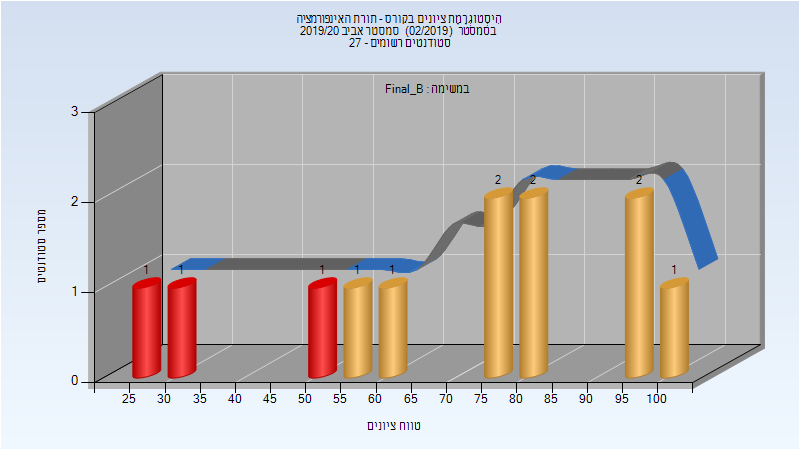 היסטוגרמת ציונים בקורס - תורת האינפורמציה
בסמסטר (02/2019) סמסטר אביב 2019/20
סטודנטים רשומים - 27
במשימה : Final_B
מספר סטודנטים
3
2
1
0
1 1 1 1 1 2 2 2 1
25 30 35 40 45 50 55 60 65 70 75 80 85 90 95 100
טווח ציונים